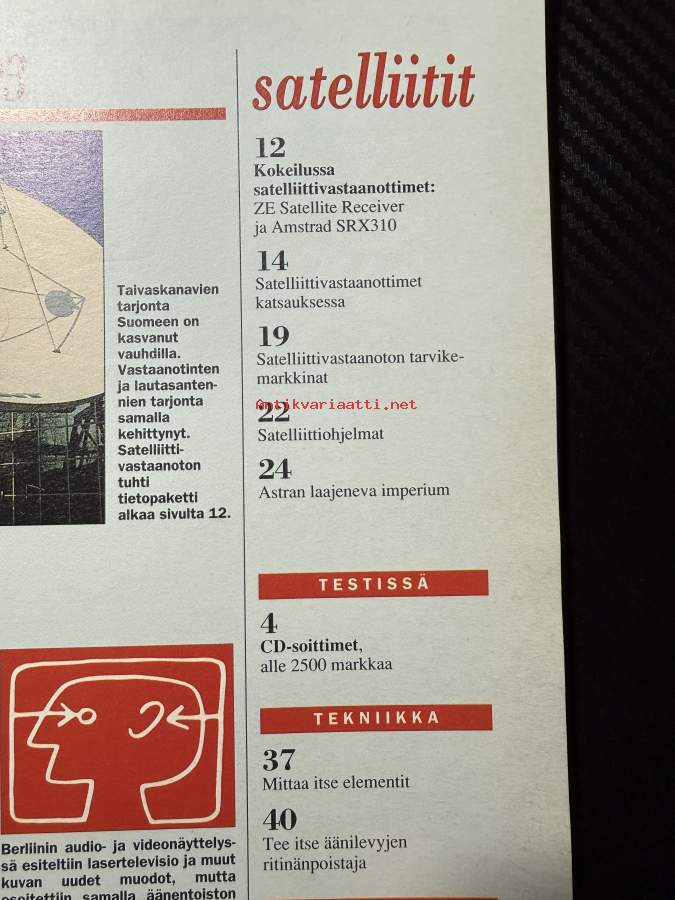 satelliitit
12
Kokeilussa
satelliittivastaanottimet:
ZE Satellite Receiver
ja Amstrad SRX310
14
Satelliittivastaanottimet
katsauksessa
19
Satelliittivastaanoton tarvike-
markkinat
Antikvariaatti.net
22
Satelliittiohjelmat
24
Astran laajeneva imperium
Taivaskanavien
tarjonta
Suomeen on
kasvanut
vauhdilla.
Vastaanotinten
ja lautasanten-
nien tarjonta
samalla
kehittynyt.
Satelliitti-
vastaanoton
tuhti
tietopaketti
alkaa sivulta 12.
TESTISSÄ
4
CD-soittimet,
alle 2500 markkaa
TEKNIIKKA
37
Mittaa itse elementit
40
Tee itse äänilevyjen
ritinänpoistaja
Berliinin audio- ja videonäyttelys-
sä esiteltiin lasertelevisio ja muut
kuvan uudet muodot, mutta
esitettiin samalla äänentoiston